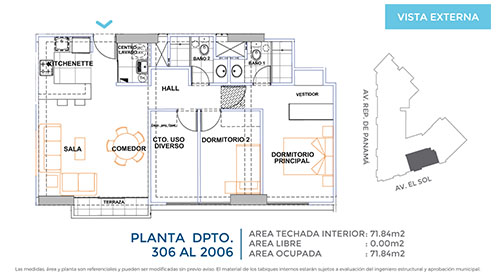 VISTA EXTERNA
KITCHENETTE
CENTRO
LAVADO
BAÑO 2
BAÑO 1
HALL
VESTIDOR
SALA
COMEDOR
CTO. USO
DIVERSO
DORMITORIO 2
DORMITORIO
PRINCIPAL
TERRAZA
AV. REP. DE PANAMÁ
AV. EL SOL
PLANTA DPTO.
306 AL 2006
AREA TECHADA INTERIOR: 71.84m2
AREA LIBRE : 0.00m2
AREA OCUPADA : 71.84m2
Las medidas, área y planta son referenciales y pueden ser modificadas sin previo aviso. El material de los tabiques internos estarán sujetos a evaluación del ingeniero estructural y aprobación municipal.